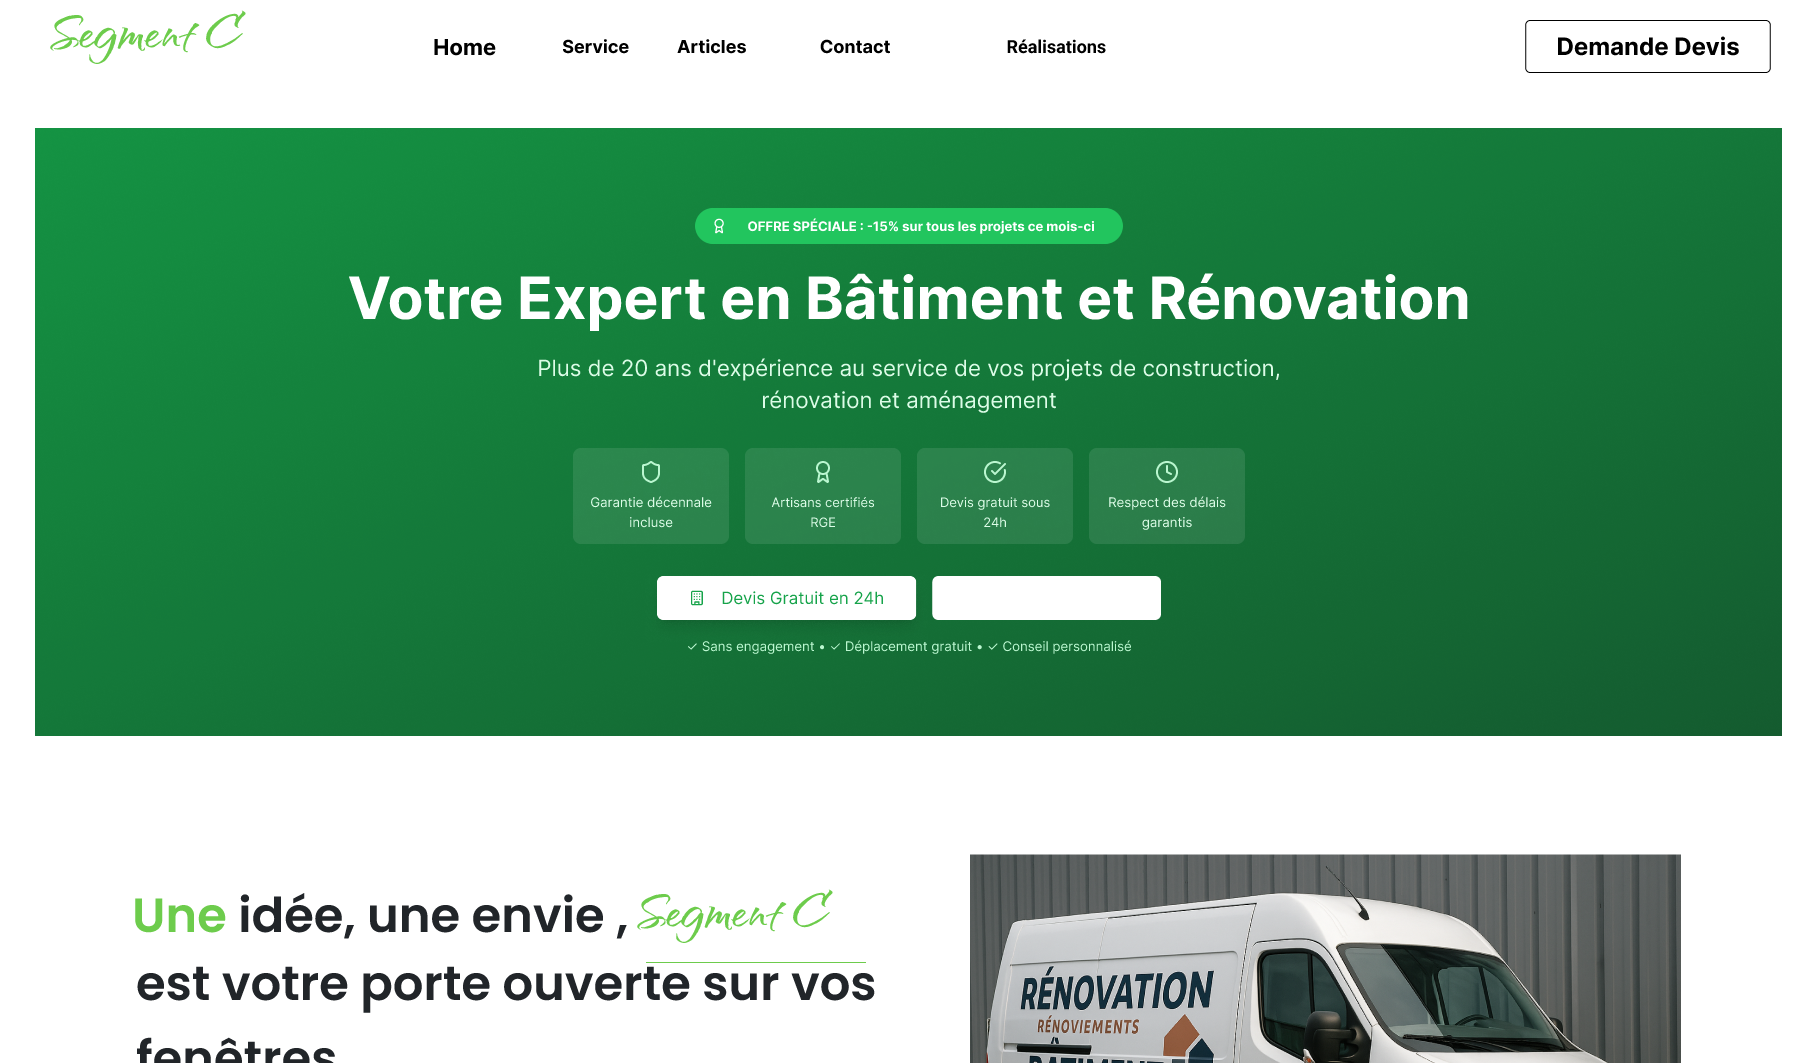 Segment C
Home Service Articles Contact Réalisations Demande Devis
OFFRE SPÉCIALE : -15% sur tous les projets ce mois-ci
Votre Expert en Bâtiment et Rénovation
Plus de 20 ans d'expérience au service de vos projets de construction,
rénovation et aménagement
Garantie décennale
incluse
Artisans certifiés
RGE
Devis gratuit sous
24h
Respect des délais
garantis
Devis Gratuit en 24h
✓ Sans engagement • ✓ Déplacement gratuit • ✓ Conseil personnalisé
Une idée, une envie , Segment C
est votre porte ouverte sur vos
fenêtres
RÉNOVATION
RÉNOVIEMENTS